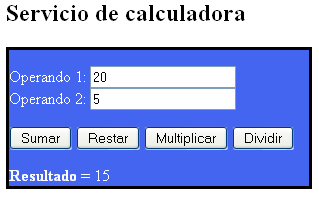 Servicio de calculadora
Operando 1: 20
Operando 2: 5
Sumar Restar Multiplicar Dividir
Resultado = 15